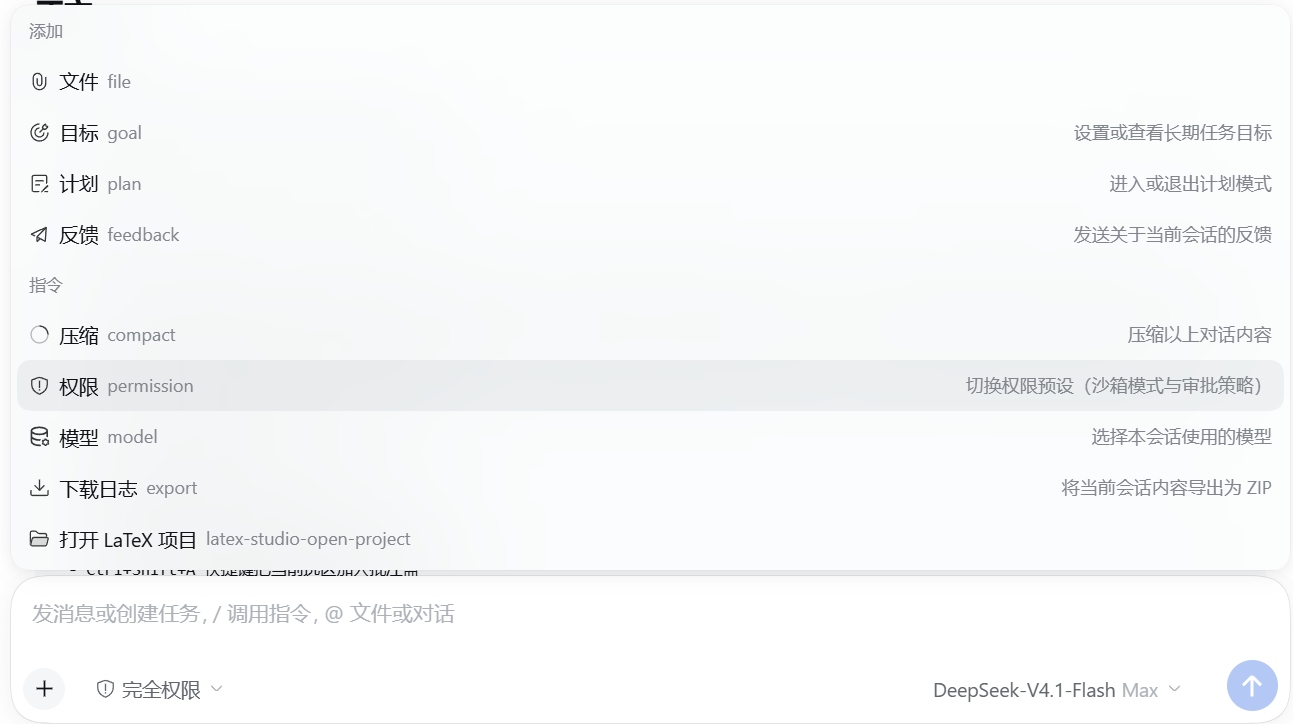 添加
文件 file
目标 goal 设置或查看长期任务目标
计划 plan 进入或退出计划模式
反馈 feedback 发送关于当前会话的反馈
指令
压缩 compact 压缩以上对话内容
权限 permission 切换权限预设（沙箱模式与审批策略）
模型 model 选择本会话使用的模型
下载日志 export 将当前会话内容导出为 ZIP
打开 LaTeX 项目 latex-studio-open-project
发消息或创建任务, / 调用指令, @ 文件或对话
完全权限 DeepSeek-V4.1-Flash Max